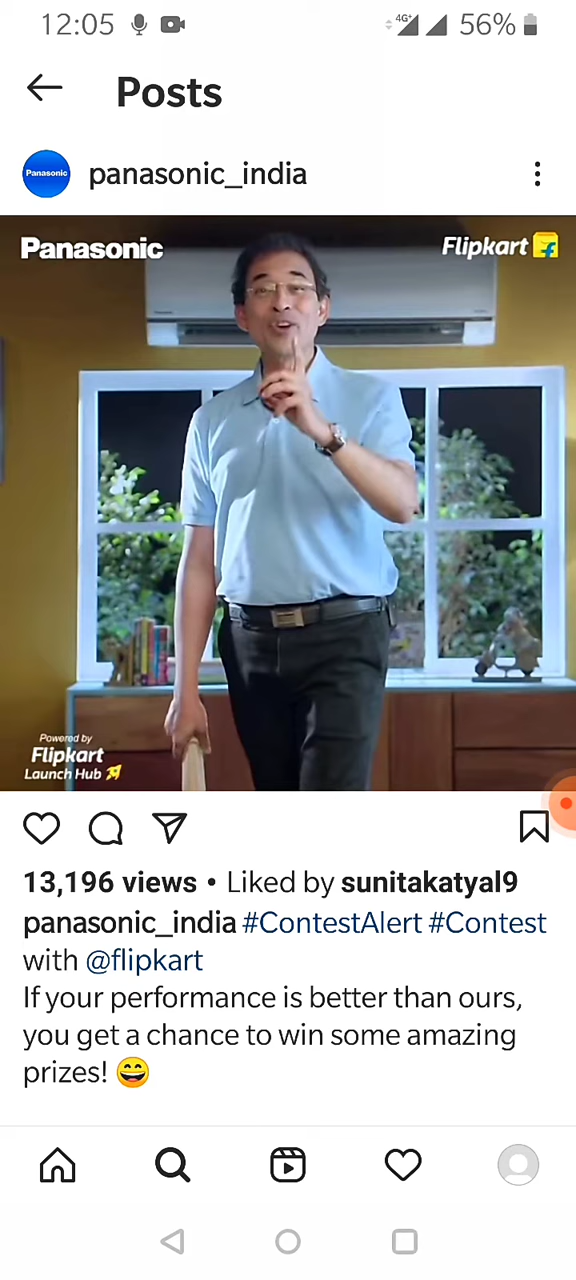 12:05 4G+ 56%
Posts
Panasonic panasonic_india
Panasonic Flipkart
Powered by
Flipkart
Launch Hub
13,196 views • Liked by sunitakatyal9
panasonic_india #ContestAlert #Contest
with @flipkart
If your performance is better than ours,
you get a chance to win some amazing
prizes! 😄